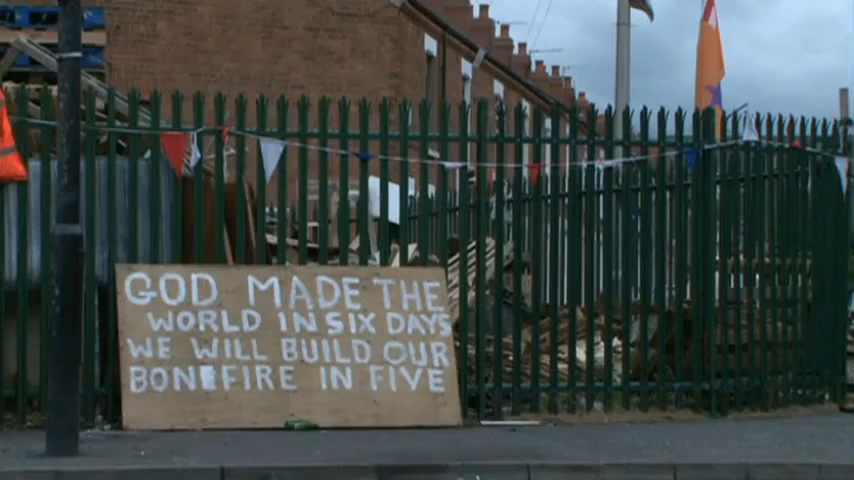 GOD MADE THE
WORLD IN SIX DAYS
WE WILL BUILD OUR
BONFIRE IN FIVE